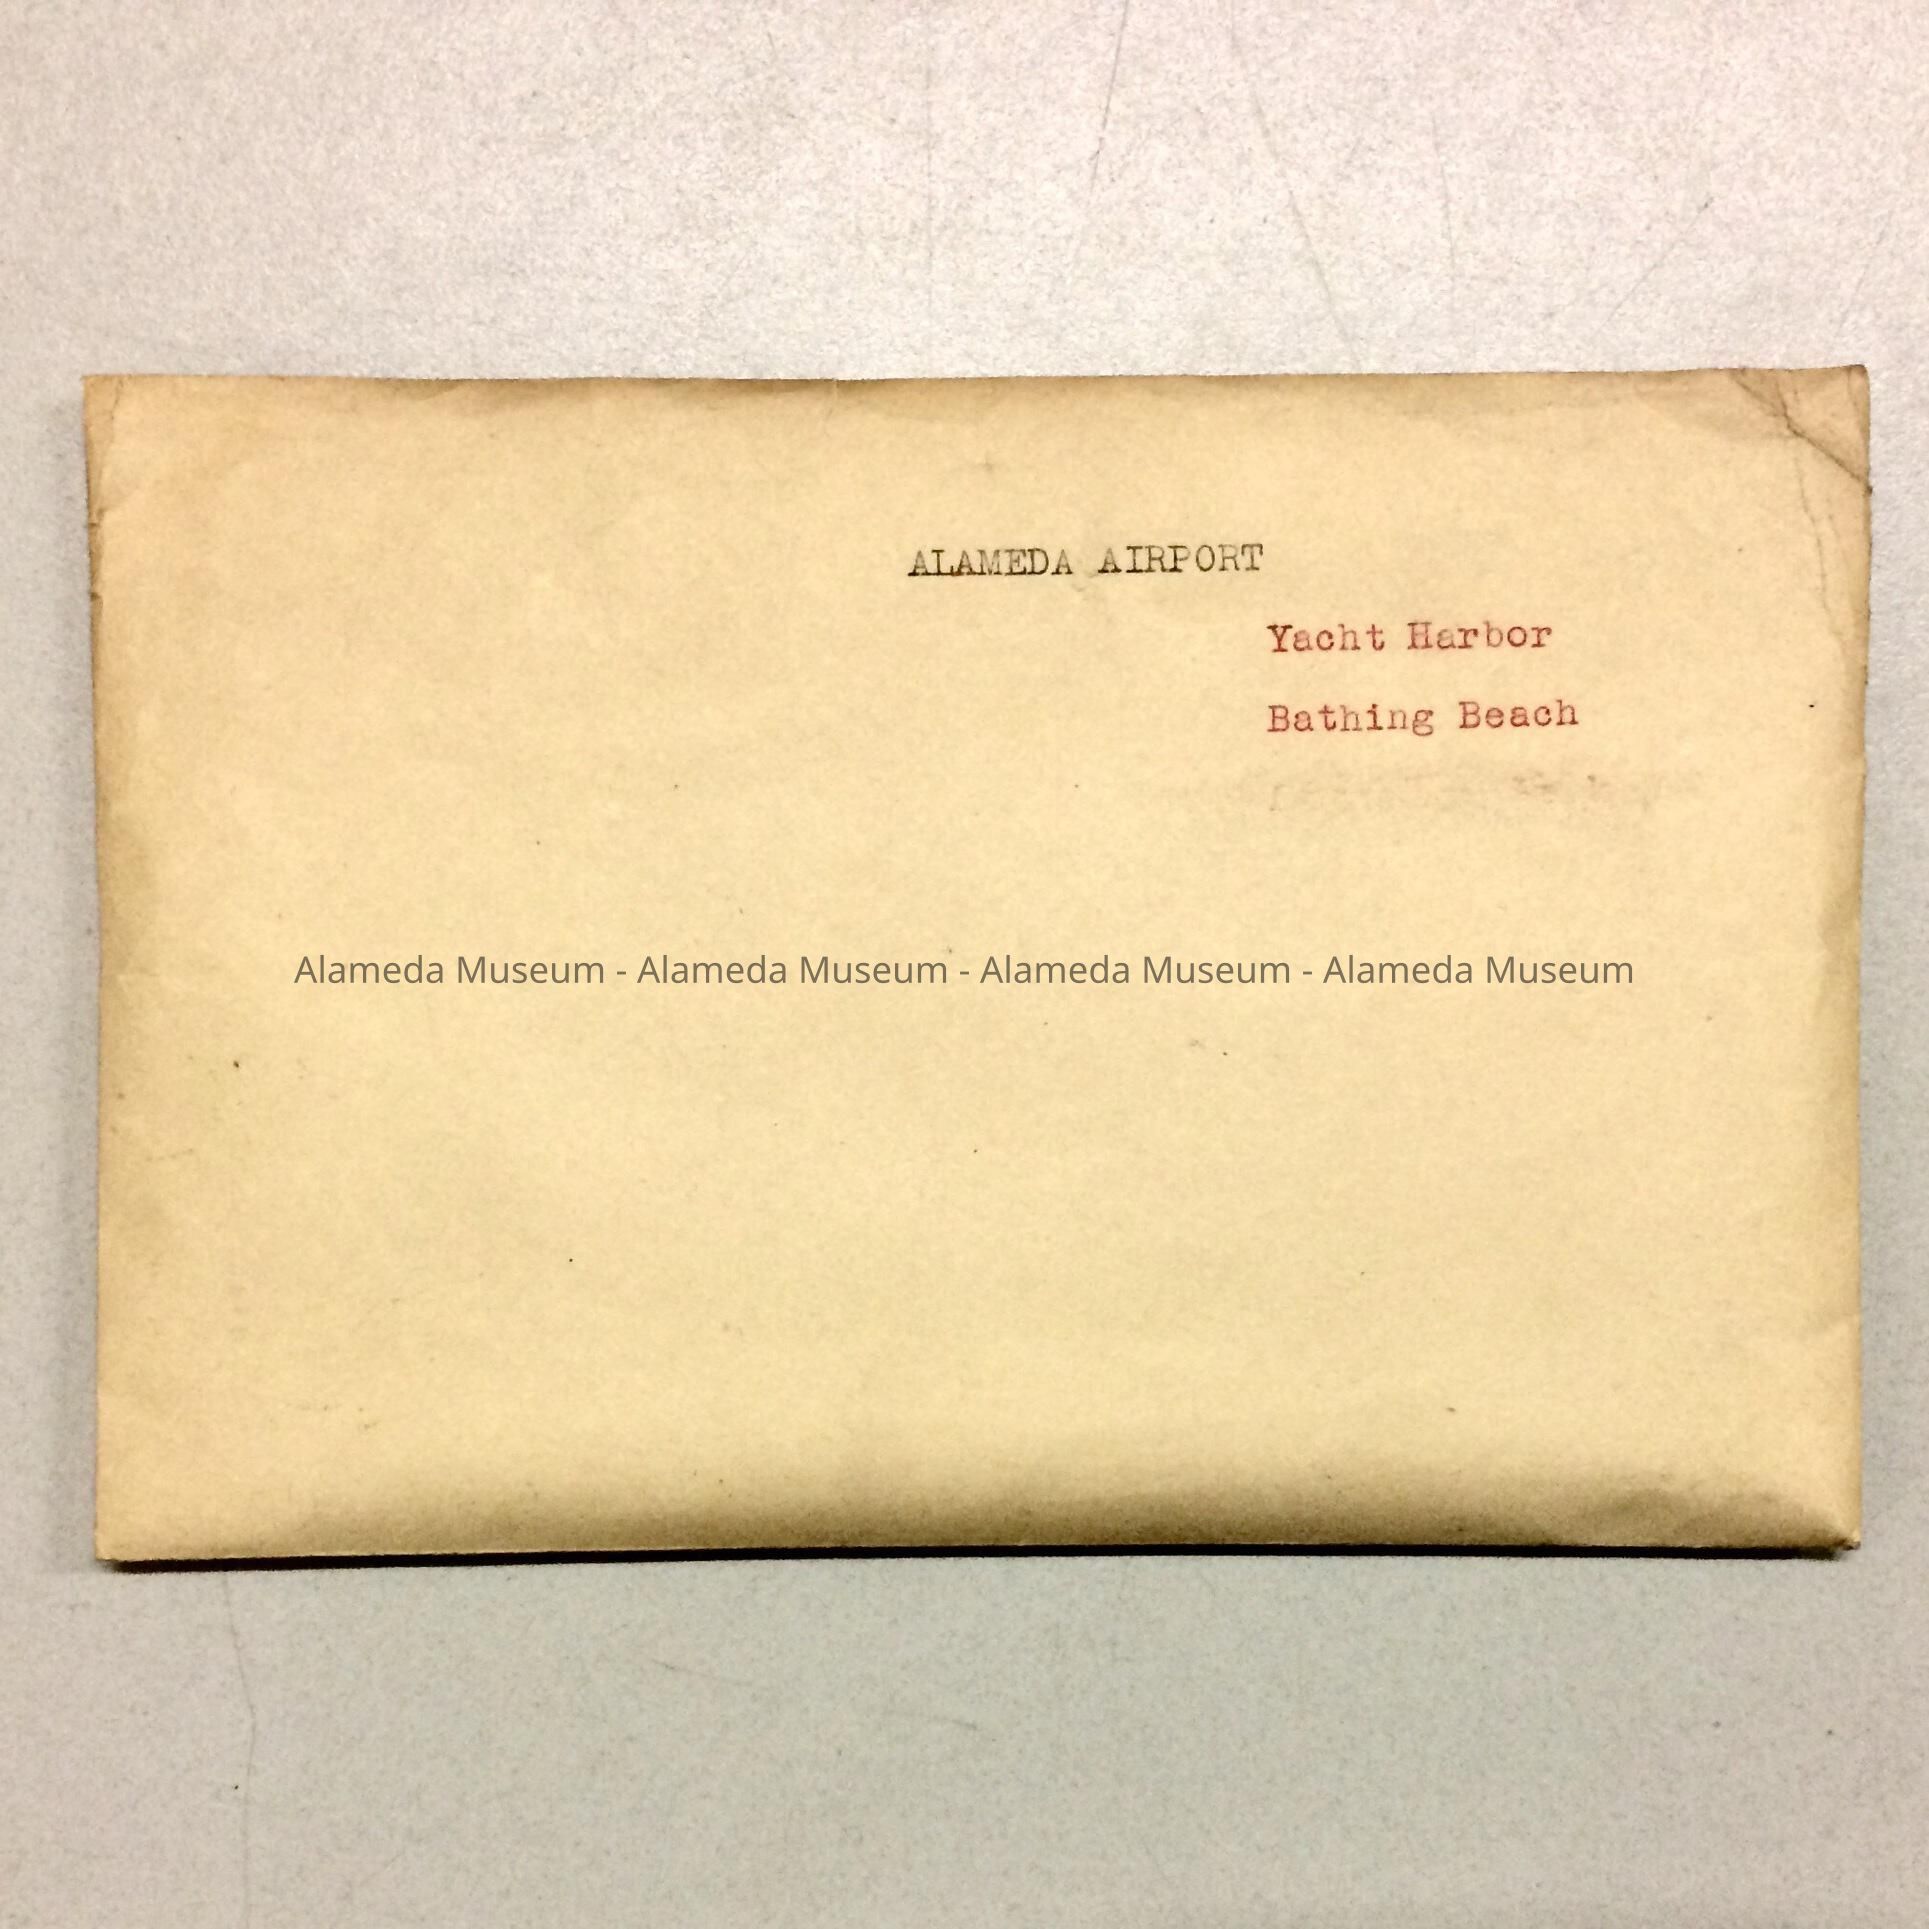 ALAMEDA AIRPORT
Yacht Harbor
Bathing Beach
Alameda Museum - Alameda Museum - Alameda Museum - Alameda Museum